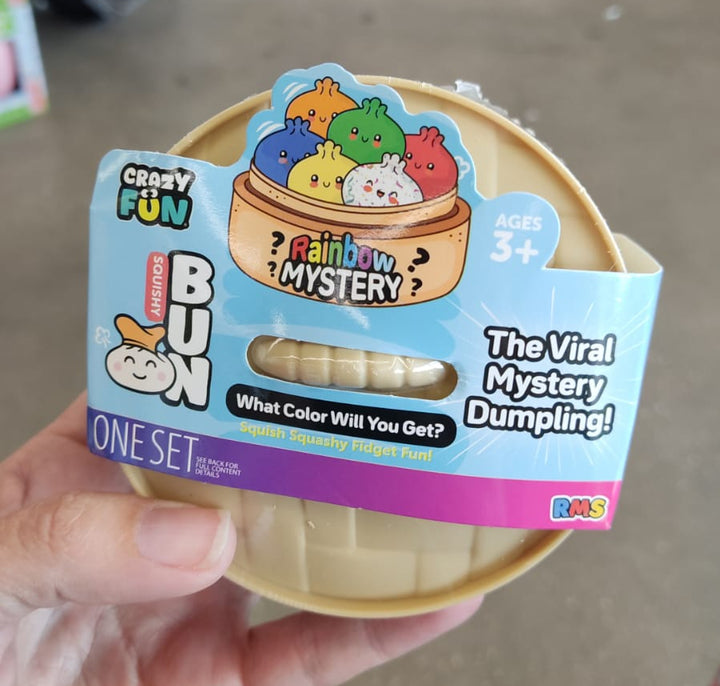 CRAZY
FUN
AGES
3+
Rainbow
MYSTERY
SQUISHY
BUN
The Viral
Mystery
Dumpling!
What Color Will You Get?
Squish Squashy Fidget Fun!
ONE SET
SEE BACK FOR
FULL CONTENT
DETAILS
RMS